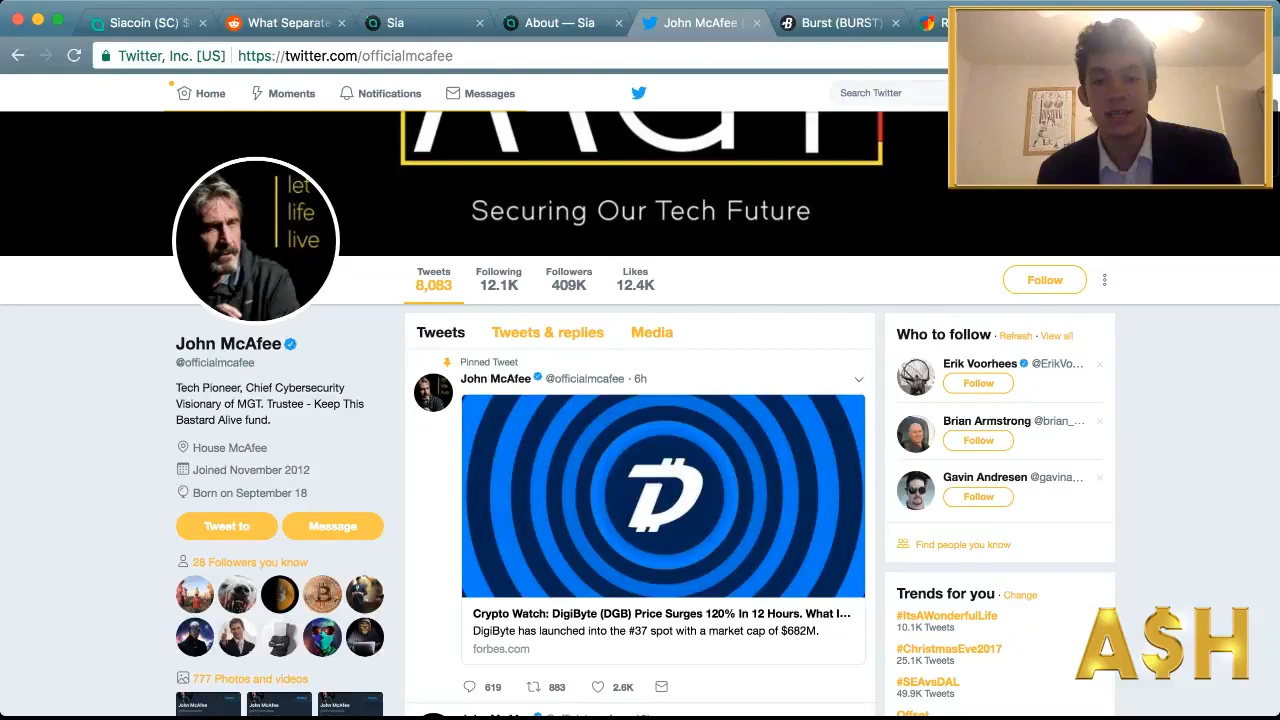 Siacoin (SC) $
What Separate
Sia
About — Sia
John McAfee
Burst (BURST)
Twitter, Inc. [US]
https://twitter.com/officialmcafee
Home
Moments
Notifications
Messages
Search Twitter
MGT
let
life
live
Securing Our Tech Future
Tweets
8,083
Following
12.1K
Followers
409K
Likes
12.4K
Follow
John McAfee
@officialmcafee
Tech Pioneer, Chief Cybersecurity
Visionary of MGT. Trustee - Keep This
Bastard Alive fund.
House McAfee
Joined November 2012
Born on September 18
Tweet to
Message
28 Followers you know
777 Photos and videos
John McAfee
John McAfee
John McAfee
Tweets
Tweets & replies
Media
Pinned Tweet
John McAfee @officialmcafee · 6h
Crypto Watch: DigiByte (DGB) Price Surges 120% In 12 Hours. What I...
DigiByte has launched into the #37 spot with a market cap of $682M.
forbes.com
619
883
2.6K
Who to follow · Refresh · View all
Erik Voorhees @ErikVo...
Follow
Brian Armstrong @brian_...
Follow
Gavin Andresen @gavina...
Follow
Find people you know
Trends for you · Change
#ItsAWonderfulLife
10.1K Tweets
#ChristmasEve2017
25.1K Tweets
#SEAvsDAL
49.9K Tweets
Offset
A$H